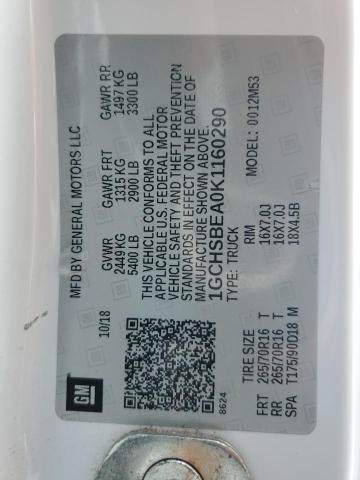 GM
MFD BY GENERAL MOTORS LLC
10/18 GVWR GAWR FRT GAWR RR
2449 KG 1315 KG 1497 KG
5400 LB 2900 LB 3300 LB
THIS VEHICLE CONFORMS TO ALL
APPLICABLE U.S. FEDERAL MOTOR
VEHICLE SAFETY AND THEFT PREVENTION
STANDARDS IN EFFECT ON THE DATE OF
MANUFACTURE SHOWN ABOVE.
1GCHSBEA0K1160290
TYPE: TRUCK MODEL: 0012M53
8624
TIRE SIZE RIM
FRT 265/70R16 T 16X7.0J
RR 265/70R16 T 16X7.0J
SPA T175/90D18 M 18X4.5B